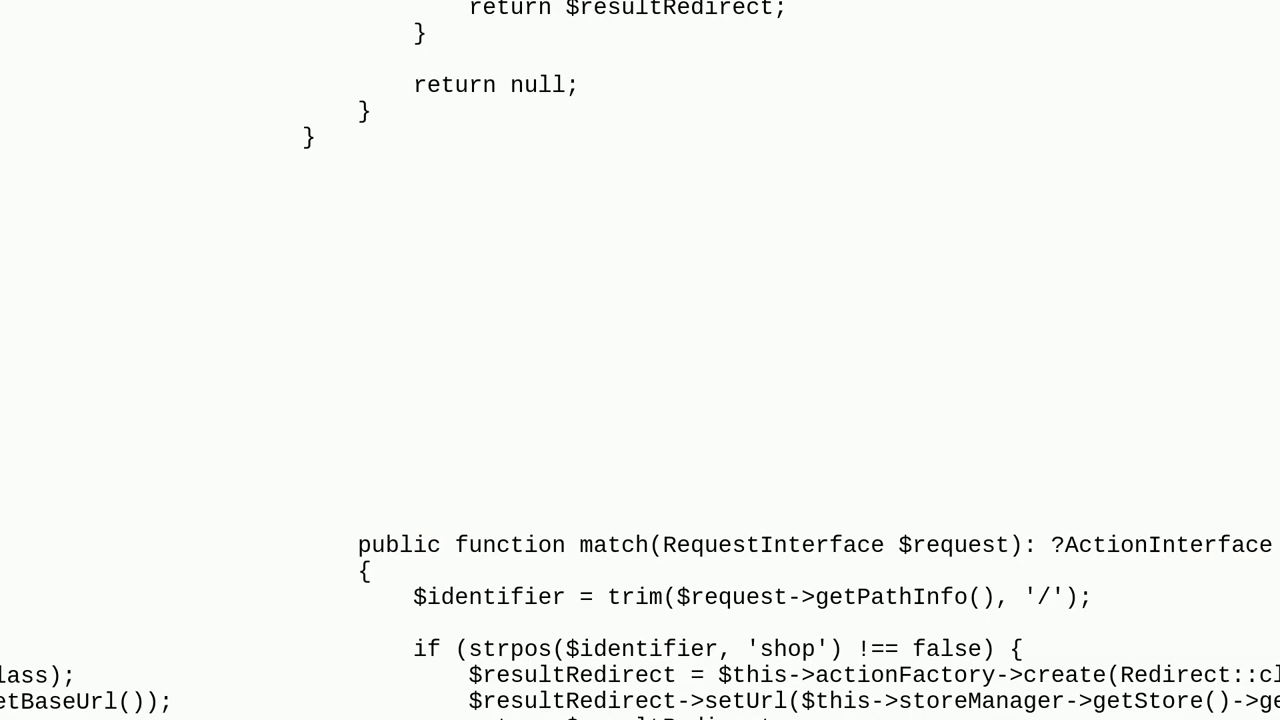 return $resultRedirect;
}
return null;
}
}
public function match(RequestInterface $request): ?ActionInterface
{
$identifier = trim($request->getPathInfo(), '/');
if (strpos($identifier, 'shop') !== false) {
lass); $resultRedirect = $this->actionFactory->create(Redirect::cl
etBaseUrl()); $resultRedirect->setUrl($this->storeManager->getStore()->ge